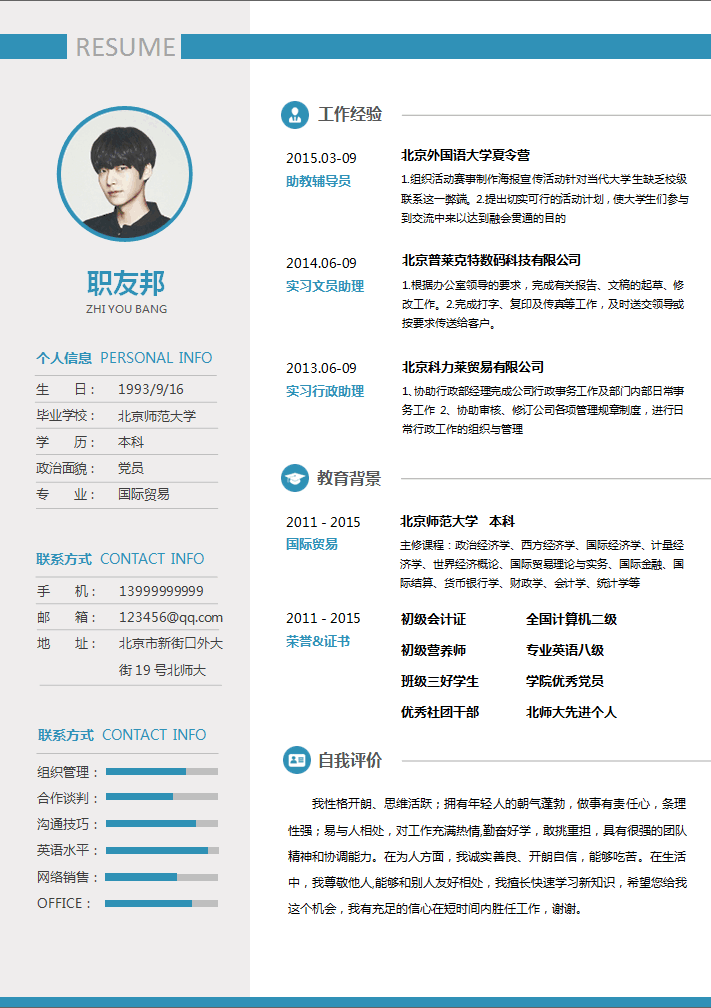 RESUME
职友邦
ZHI YOU BANG
个人信息 PERSONAL INFO
生 日： 1993/9/16
毕业学校： 北京师范大学
学 历： 本科
政治面貌： 党员
专 业： 国际贸易
联系方式 CONTACT INFO
手 机： 13999999999
邮 箱： 123456@qq.com
地 址： 北京市新街口外大
街 19 号北师大
联系方式 CONTACT INFO
组织管理：
合作谈判：
沟通技巧：
英语水平：
网络销售：
OFFICE：
工作经验
2015.03-09
助教辅导员
北京外国语大学夏令营
1.组织活动赛事制作海报宣传活动针对当代大学生缺乏校级
联系这一弊端。2.提出切实可行的活动计划，使大学生们参与
到交流中来以达到融会贯通的目的
2014.06-09
实习文员助理
北京普莱克特数码科技有限公司
1.根据办公室领导的要求，完成有关报告、文稿的起草、修
改工作。2.完成打字、复印及传真等工作，及时送交领导或
按要求传送给客户。
2013.06-09
实习行政助理
北京科力莱贸易有限公司
1、协助行政部经理完成公司行政事务工作及部门内部日常事
务工作 2、协助审核、修订公司各项管理规章制度，进行日
常行政工作的组织与管理
教育背景
2011 - 2015
国际贸易
北京师范大学 本科
主修课程：政治经济学、西方经济学、国际经济学、计量经
济学、世界经济概论、国际贸易理论与实务、国际金融、国
际结算、货币银行学、财政学、会计学、统计学等
2011 - 2015
荣誉&证书
初级会计证 全国计算机二级
初级营养师 专业英语八级
班级三好学生 学院优秀党员
优秀社团干部 北师大先进个人
自我评价
我性格开朗、思维活跃；拥有年轻人的朝气蓬勃，做事有责任心，条理
性强；易与人相处，对工作充满热情,勤奋好学，敢挑重担，具有很强的团队
精神和协调能力。在为人方面，我诚实善良、开朗自信，能够吃苦。在生活
中，我尊敬他人,能够和别人友好相处，我擅长快速学习新知识，希望您给我
这个机会，我有充足的信心在短时间内胜任工作，谢谢。